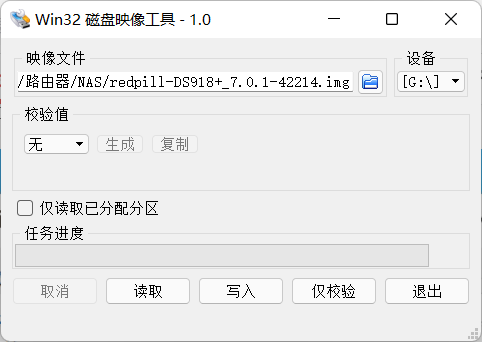 Win32 磁盘映像工具 - 1.0
映像文件
设备
/路由器/NAS/redpill-DS918+_7.0.1-42214.img
[G:\]
校验值
无
生成
复制
仅读取已分配分区
任务进度
取消
读取
写入
仅校验
退出